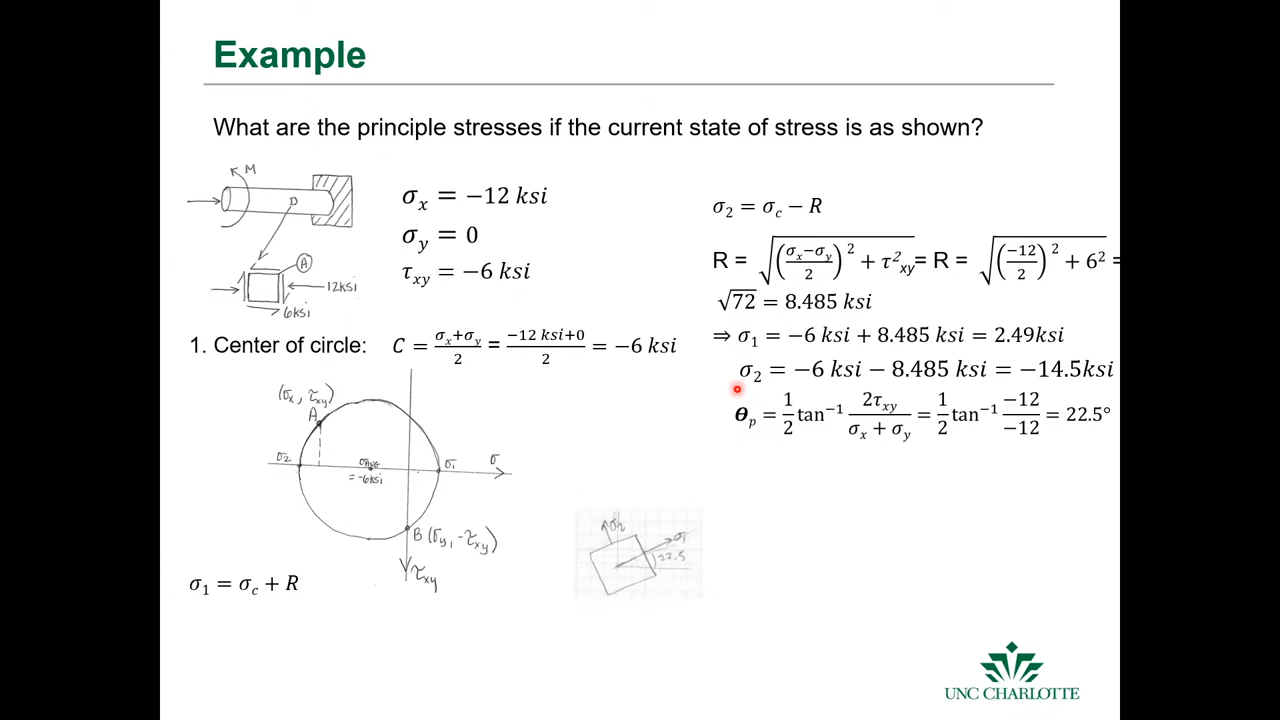 Example
What are the principle stresses if the current state of stress is as shown?
M
A
12ksi
6ksi
σx = −12 ksi
σy = 0
τxy = −6 ksi
1. Center of circle: C = (σx+σy)/2 = (−12 ksi+0)/2 = −6 ksi
(σx, τxy)
A
σ2
σAVG
= -6ksi
σ1
σ
B (σy, -τxy)
τxy
σ1 = σc + R
σ2 = σc − R
R = √(((σx−σy)/2)² + τ²xy) = R = √((−12/2)² + 6²) =
√72 = 8.485 ksi
⇒ σ1 = −6 ksi + 8.485 ksi = 2.49ksi
σ2 = −6 ksi − 8.485 ksi = −14.5ksi
θp = 1/2 tan⁻¹ 2τxy/(σx + σy) = 1/2 tan⁻¹ −12/−12 = 22.5°
σ1
22.5
UNC CHARLOTTE